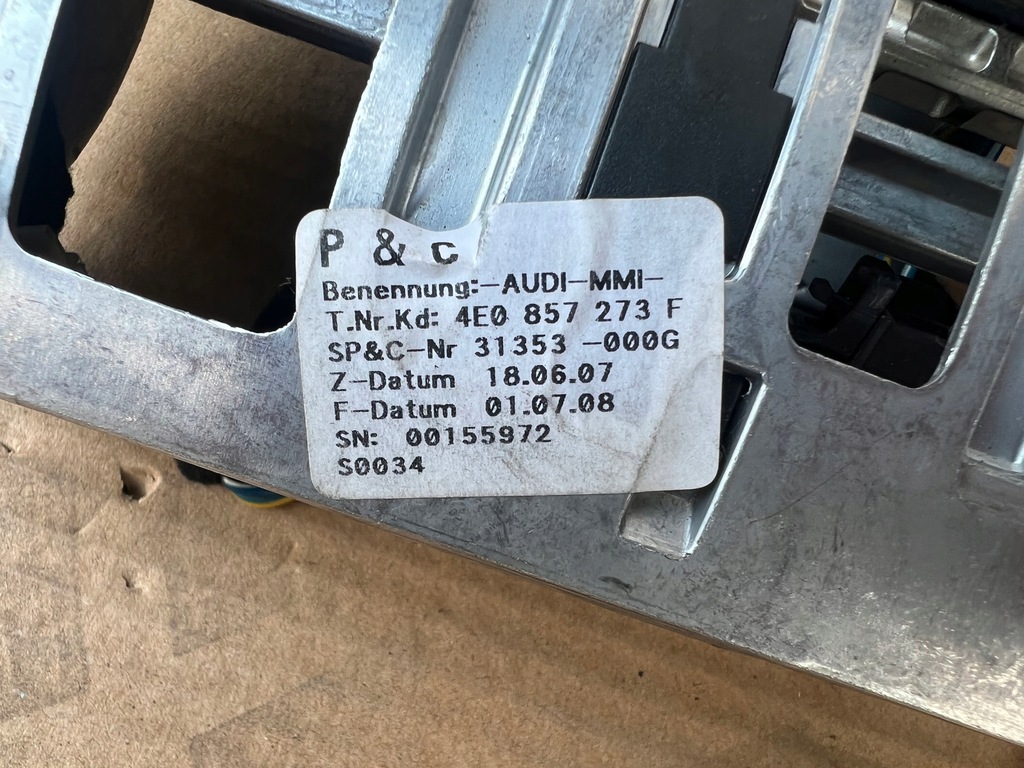 P & c
Benennung:-AUDI-MMI-
T.Nr.Kd: 4E0 857 273 F
SP&C-Nr 31353 -000G
Z-Datum 18.06.07
F-Datum 01.07.08
SN: 00155972
S0034